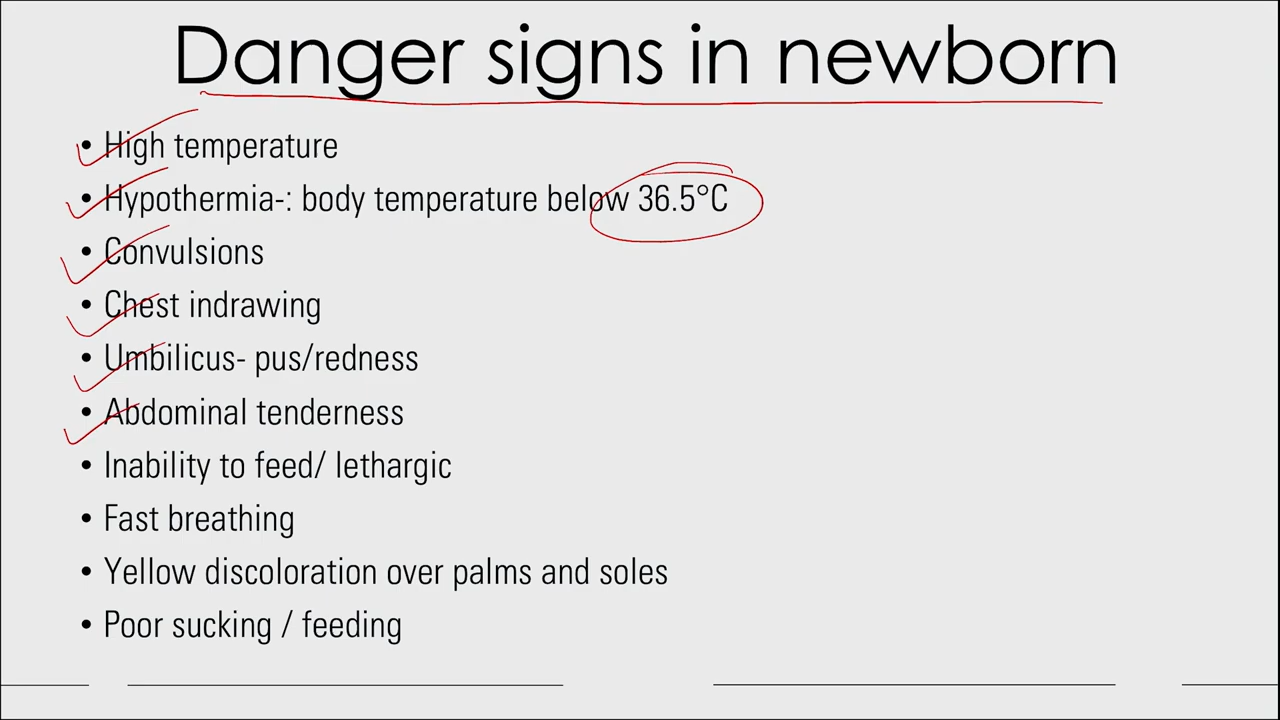 Danger signs in newborn
• High temperature
• Hypothermia-: body temperature below 36.5°C
• Convulsions
• Chest indrawing
• Umbilicus- pus/redness
• Abdominal tenderness
• Inability to feed/ lethargic
• Fast breathing
• Yellow discoloration over palms and soles
• Poor sucking / feeding